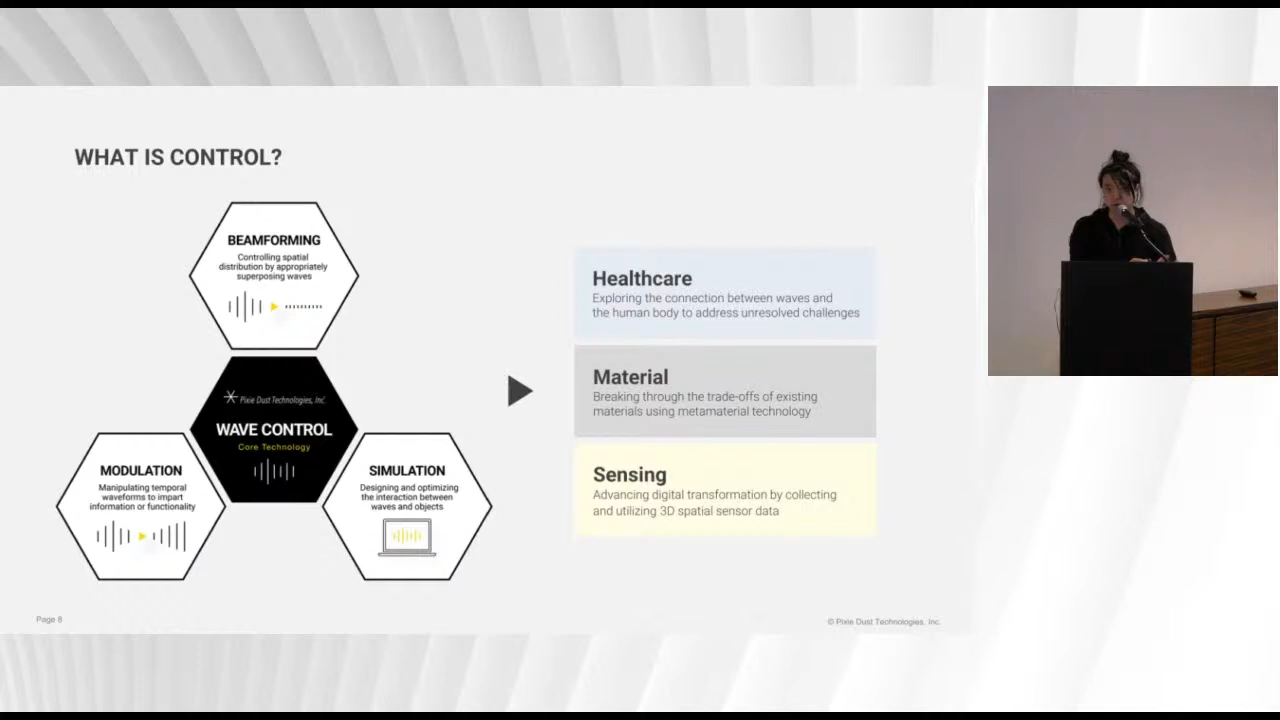 WHAT IS CONTROL?
BEAMFORMING
Controlling spatial
distribution by appropriately
superposing waves
Pixie Dust Technologies, Inc.
WAVE CONTROL
Core Technology
MODULATION
Manipulating temporal
waveforms to impart
information or functionality
SIMULATION
Designing and optimizing
the interaction between
waves and objects
Healthcare
Exploring the connection between waves and
the human body to address unresolved challenges
Material
Breaking through the trade-offs of existing
materials using metamaterial technology
Sensing
Advancing digital transformation by collecting
and utilizing 3D spatial sensor data
Page 8
© Pixie Dust Technologies, Inc.